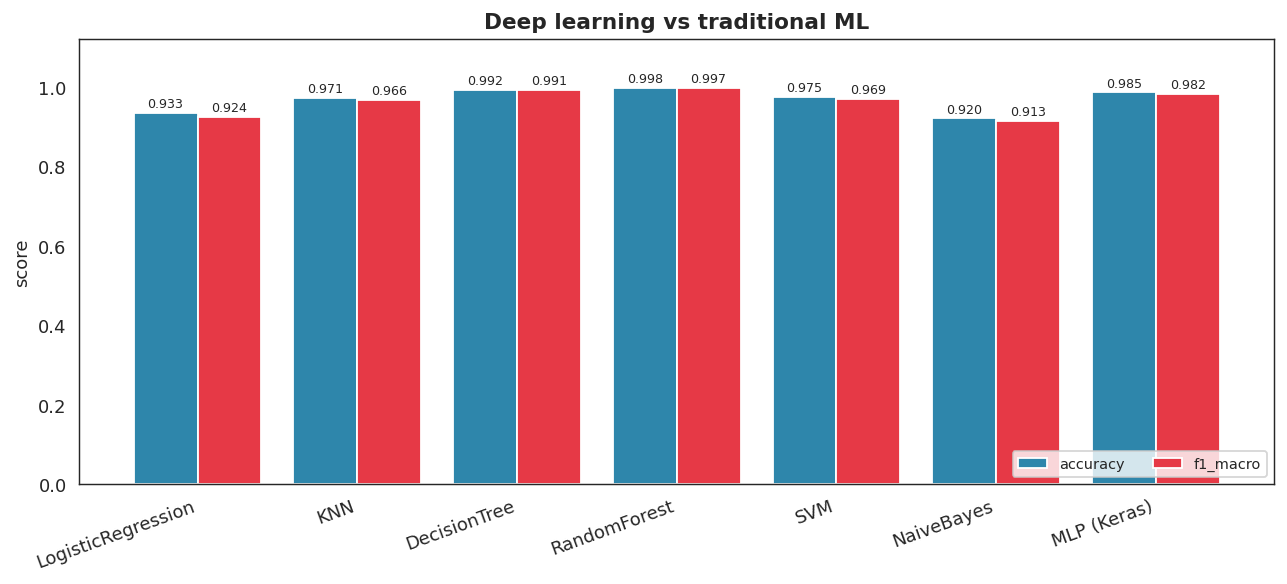 Deep learning vs traditional ML
score
1.0
0.8
0.6
0.4
0.2
0.0
0.933
0.924
0.971
0.966
0.992
0.991
0.998
0.997
0.975
0.969
0.920
0.913
0.985
0.982
accuracy
f1_macro
LogisticRegression
KNN
DecisionTree
RandomForest
SVM
NaiveBayes
MLP (Keras)